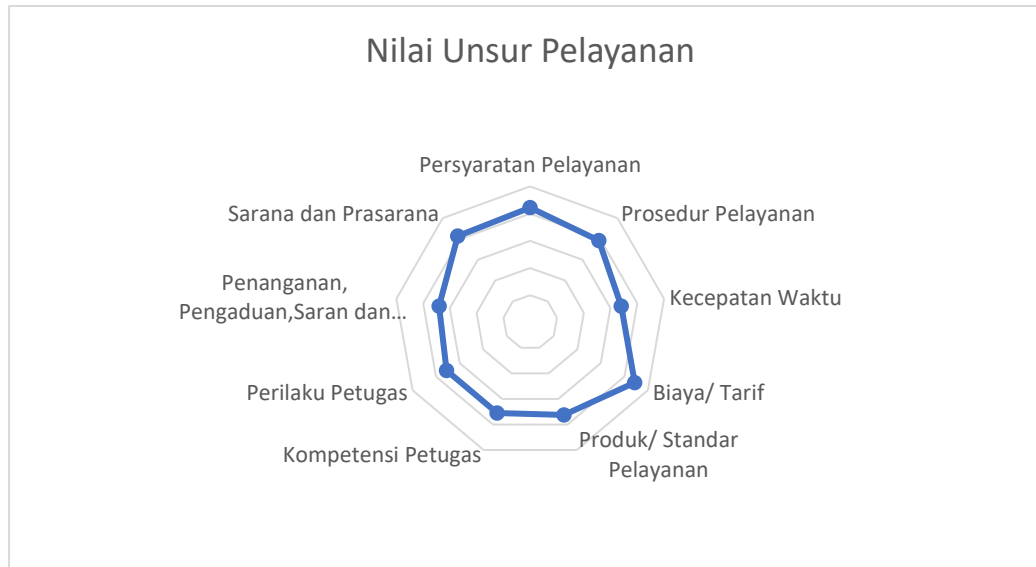 Nilai Unsur Pelayanan
Persyaratan Pelayanan
Prosedur Pelayanan
Kecepatan Waktu
Biaya/ Tarif
Produk/ Standar
Pelayanan
Kompetensi Petugas
Perilaku Petugas
Penanganan,
Pengaduan,Saran dan...
Sarana dan Prasarana